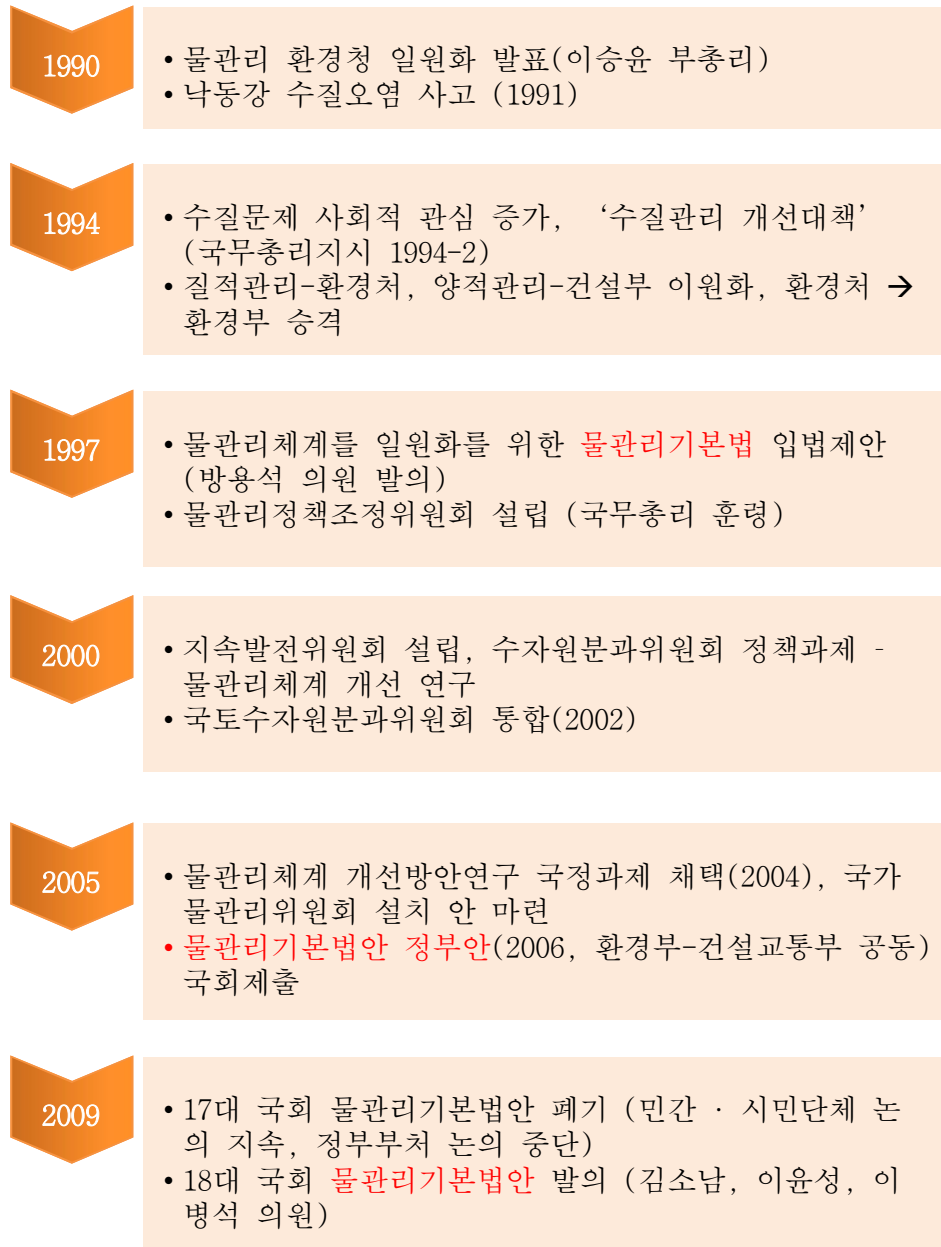 1990
• 물관리 환경청 일원화 발표(이승윤 부총리)
• 낙동강 수질오염 사고 (1991)
1994
• 수질문제 사회적 관심 증가, ‘수질관리 개선대책’
(국무총리지시 1994-2)
• 질적관리-환경처, 양적관리-건설부 이원화, 환경처 →
환경부 승격
1997
• 물관리체계를 일원화를 위한 물관리기본법 입법제안
(방용석 의원 발의)
• 물관리정책조정위원회 설립 (국무총리 훈령)
2000
• 지속발전위원회 설립, 수자원분과위원회 정책과제 -
물관리체계 개선 연구
• 국토수자원분과위원회 통합(2002)
2005
• 물관리체계 개선방안연구 국정과제 채택(2004), 국가
물관리위원회 설치 안 마련
• 물관리기본법안 정부안(2006, 환경부-건설교통부 공동)
국회제출
2009
• 17대 국회 물관리기본법안 폐기 (민간 · 시민단체 논
의 지속, 정부부처 논의 중단)
• 18대 국회 물관리기본법안 발의 (김소남, 이윤성, 이
병석 의원)